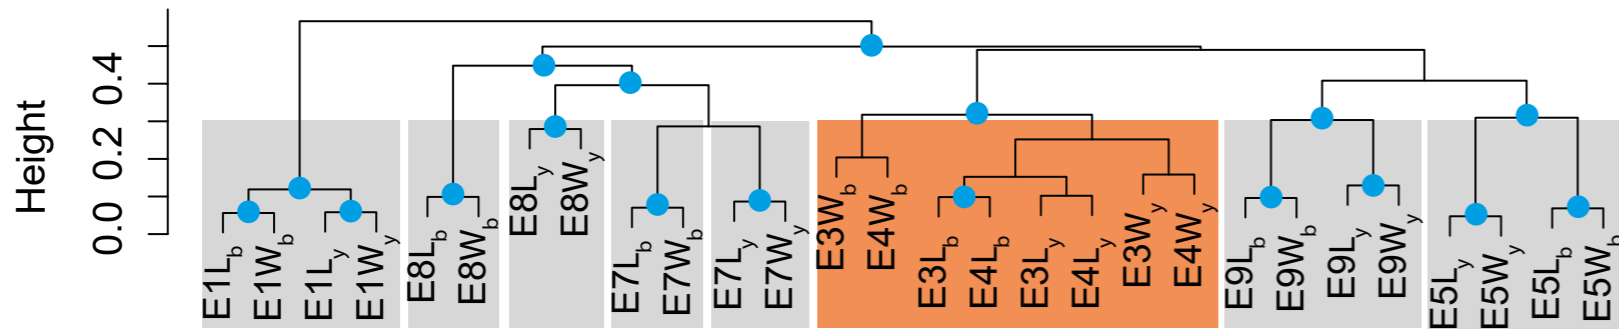 Height
0.4
0.2
0.0
E1L_b
E1W_b
E1L_y
E1W_y
E8L_b
E8W_b
E8L_y
E8W_y
E7L_b
E7W_b
E7L_y
E7W_y
E3W_b
E4W_b
E3L_b
E4L_b
E3L_y
E4L_y
E3W_y
E4W_y
E9L_b
E9W_b
E9L_y
E9W_y
E5L_y
E5W_y
E5L_b
E5W_b